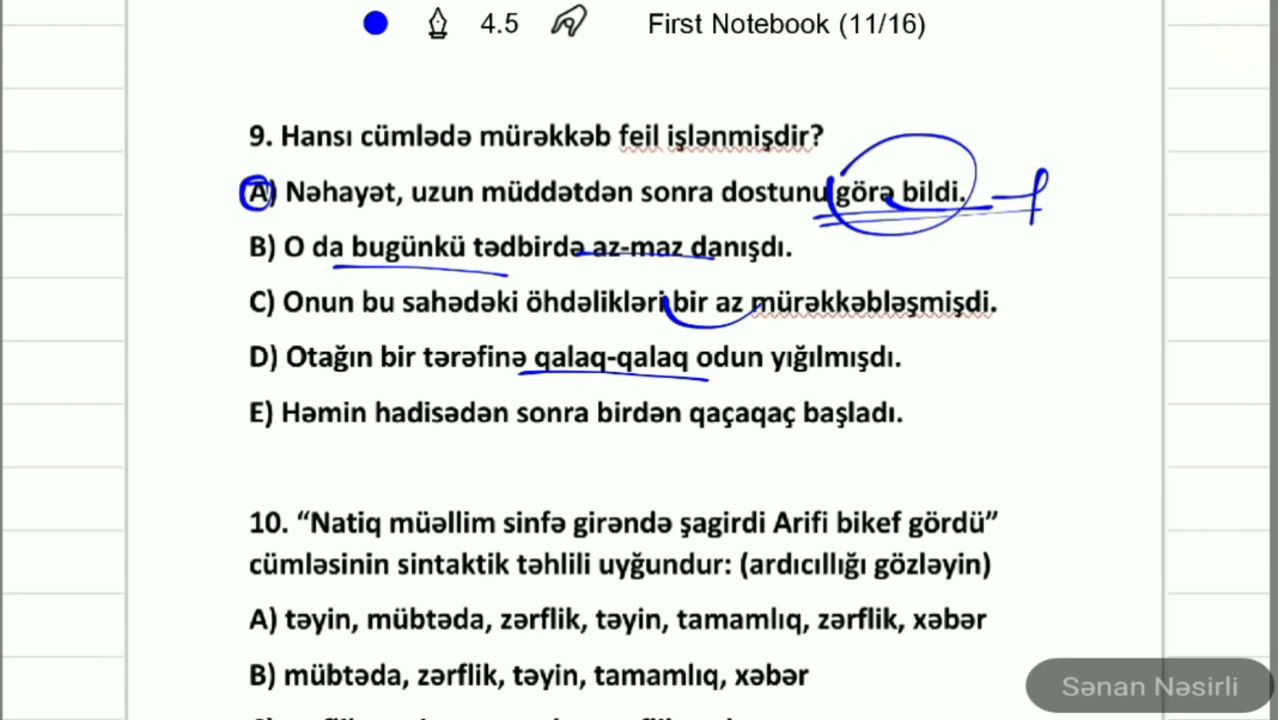 4.5 First Notebook (11/16)
9. Hansı cümlədə mürəkkəb feil işlənmişdir?
A) Nəhayət, uzun müddətdən sonra dostunu görə bildi.
B) O da bugünkü tədbirdə az-maz danışdı.
C) Onun bu sahədəki öhdəlikləri bir az mürəkkəbləşmişdi.
D) Otağın bir tərəfinə qalaq-qalaq odun yığılmışdı.
E) Həmin hadisədən sonra birdən qaçaqaç başladı.
10. “Natiq müəllim sinfə girəndə şagirdi Arifi bikef gördü”
cümləsinin sintaktik təhlili uyğundur: (ardıcıllığı gözləyin)
A) təyin, mübtəda, zərflik, təyin, tamamlıq, zərflik, xəbər
B) mübtəda, zərflik, təyin, tamamlıq, xəbər
Sənan Nəsirli